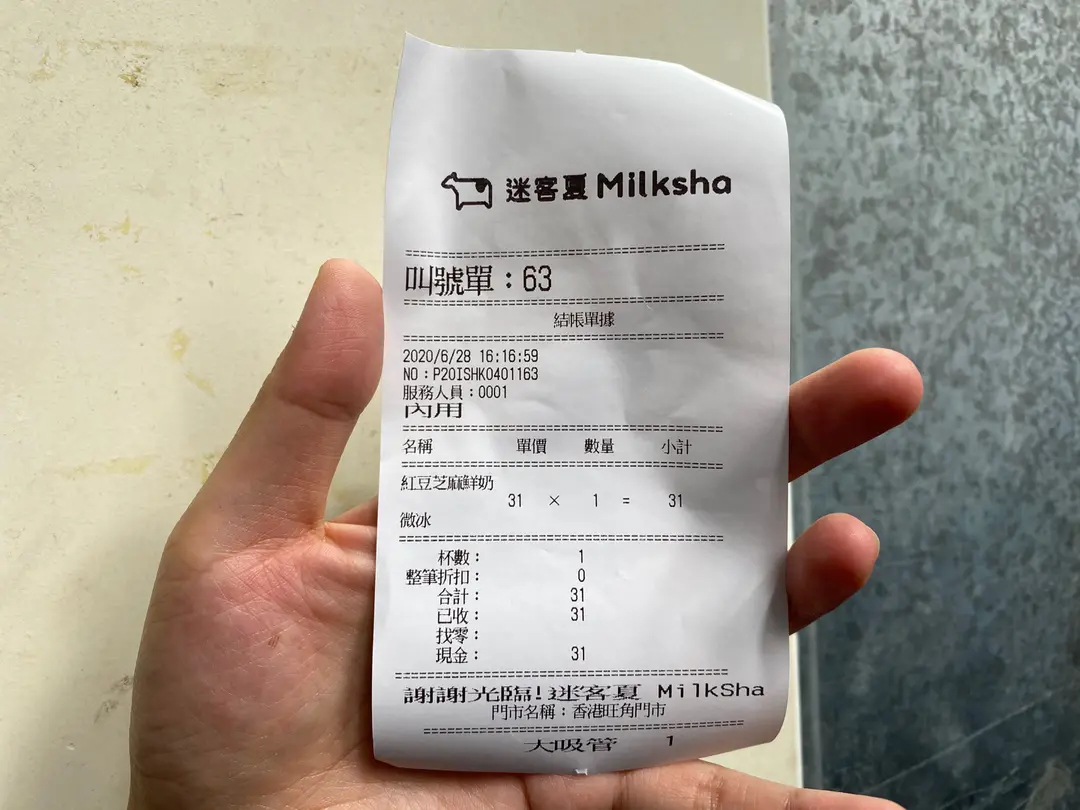 迷客夏 Milksha
叫號單：63
結帳單據
2020/6/28 16:16:59
NO：P20ISHK0401163
服務人員：0001
內用
名稱 單價 數量 小計
紅豆芝麻鮮奶
31 × 1 = 31
微冰
杯數： 1
整筆折扣： 0
合計： 31
已收： 31
找零：
現金： 31
謝謝光臨!迷客夏 MilkSha
門市名稱：香港旺角門市
大吸管 1